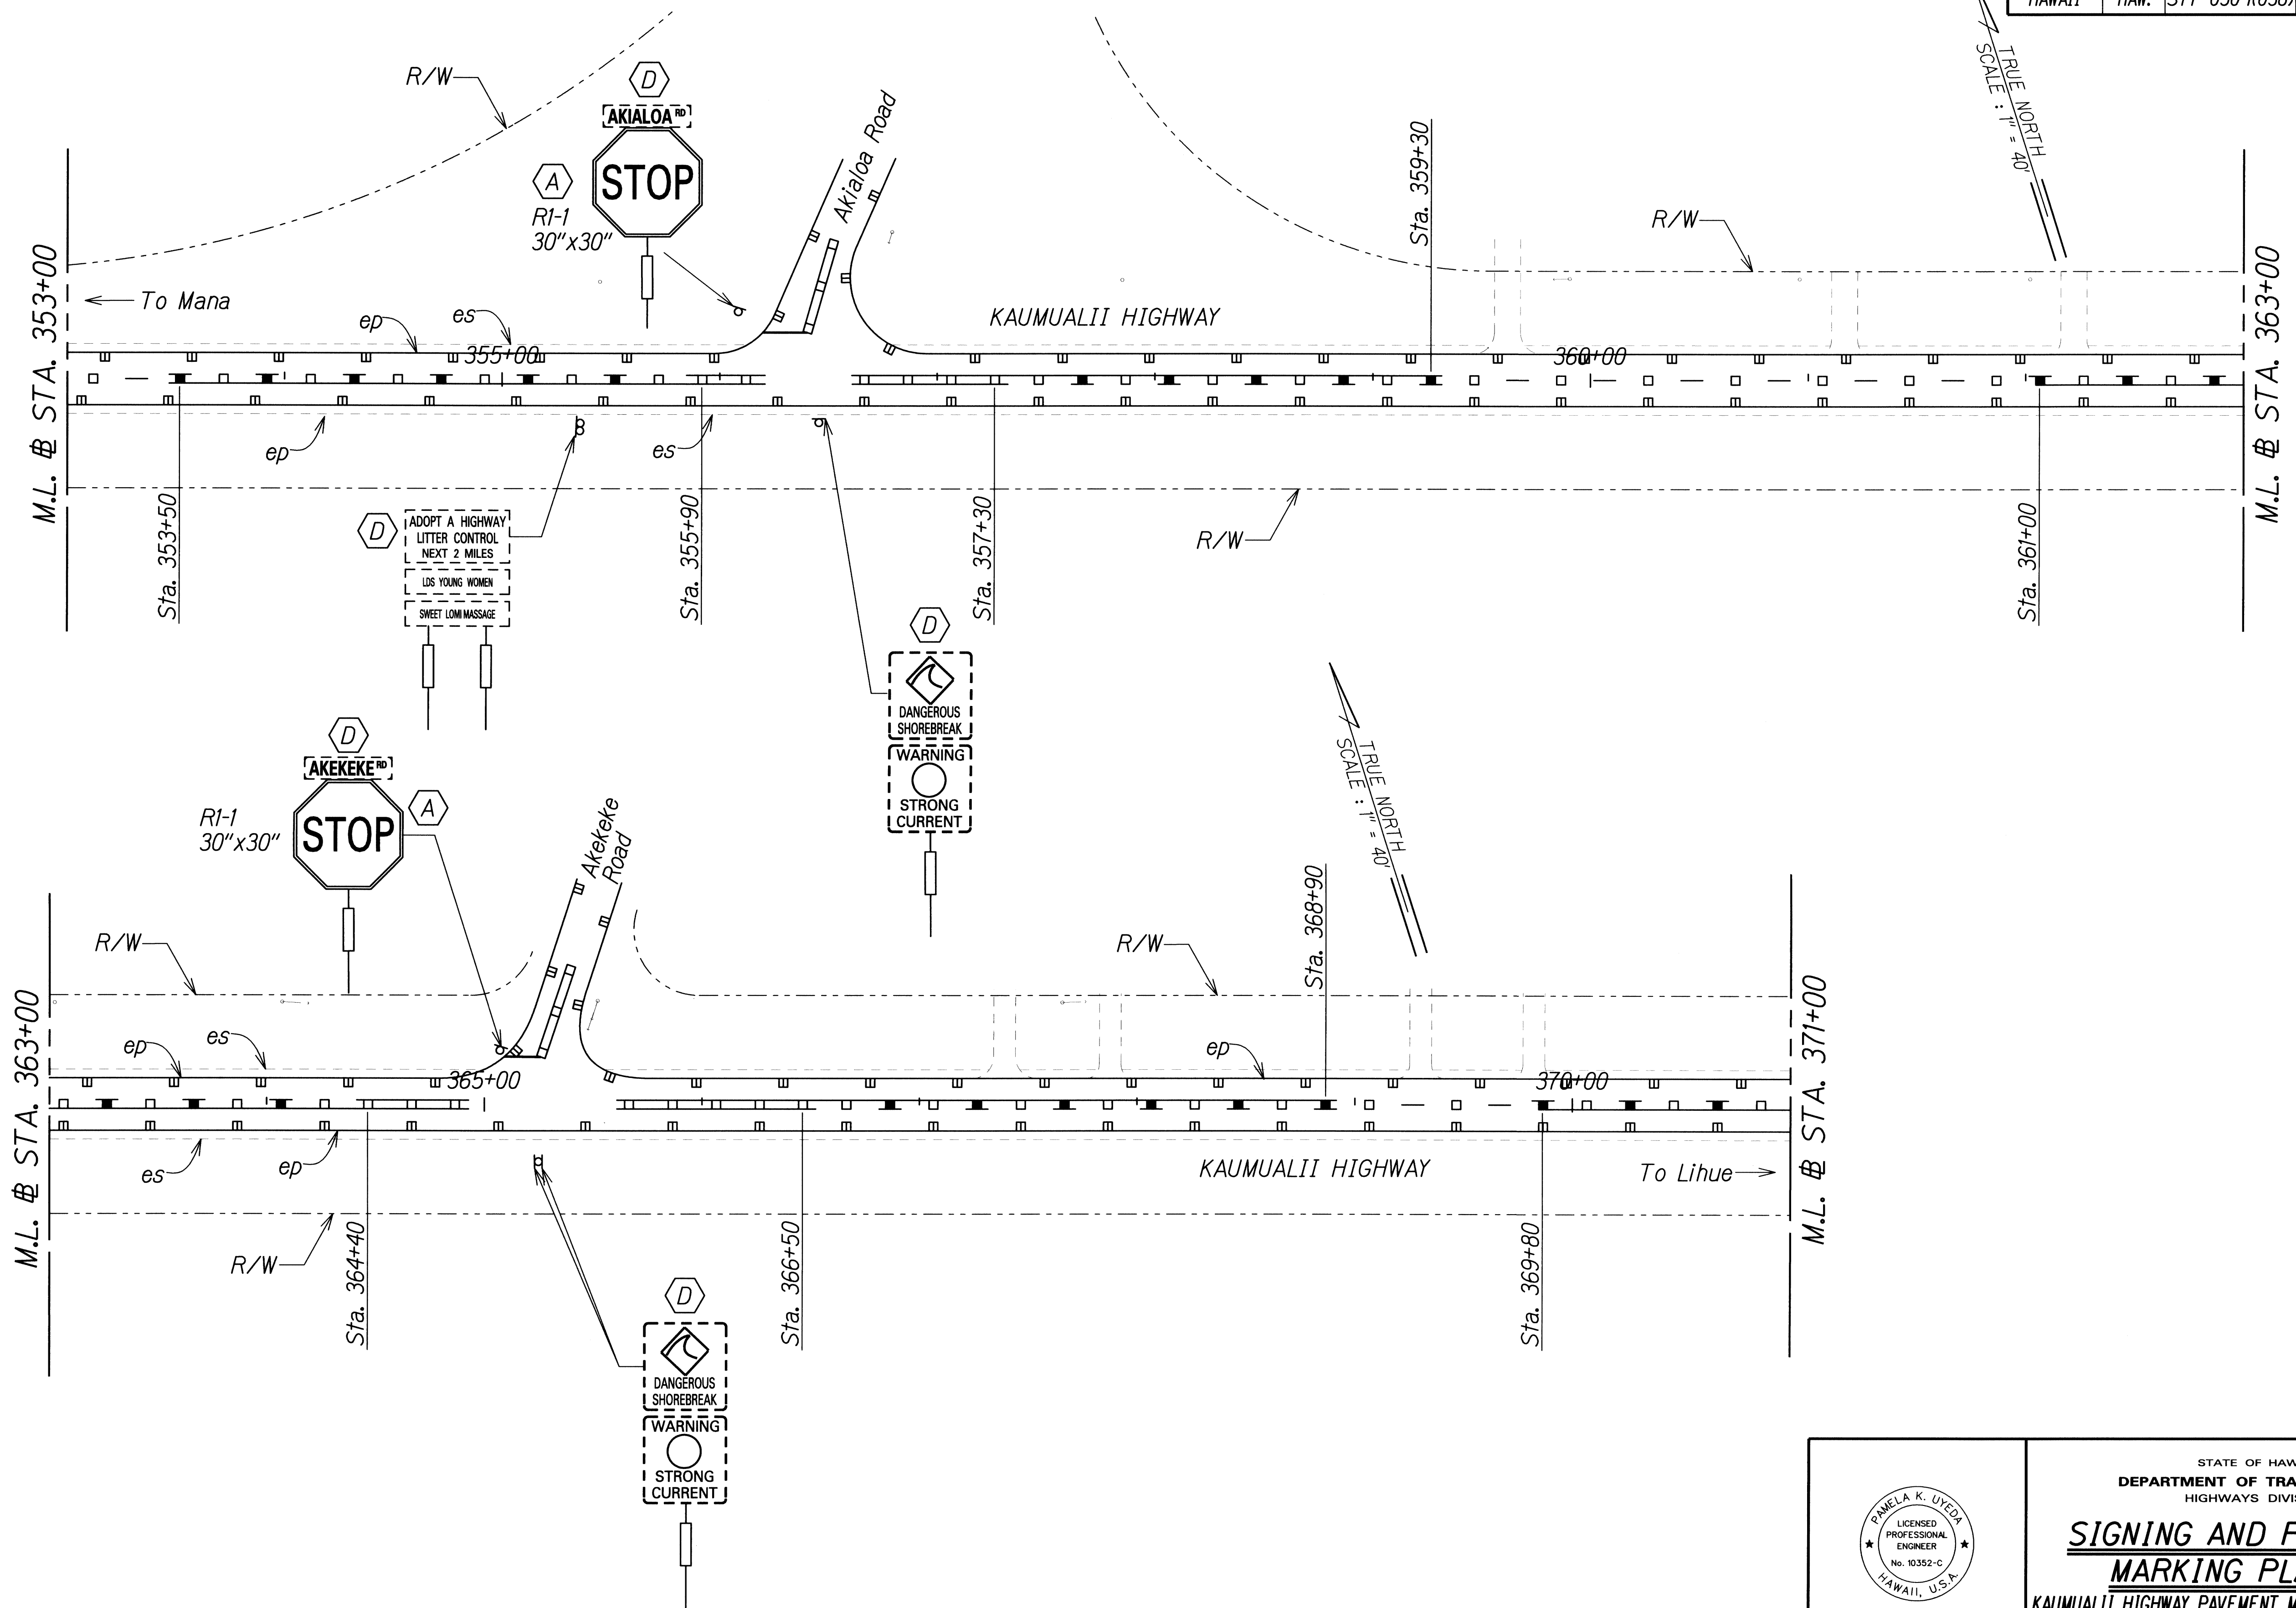 HAWAII HAW.
TRUE NORTH
SCALE : 1" = 40'
R/W
D
AKIALOA RD
STOP
A
R1-1
30"x30"
Akialoa Road
Sta. 359+30
R/W
M.L. ⅊ STA. 353+00
To Mana
ep
es
355+00
KAUMUALII HIGHWAY
360+00
M.L. ⅊ STA. 363+00
ep
es
Sta. 353+50
D
ADOPT A HIGHWAY
LITTER CONTROL
NEXT 2 MILES
LDS YOUNG WOMEN
SWEET LOMI MASSAGE
Sta. 355+90
Sta. 357+30
R/W
Sta. 361+00
D
DANGEROUS
SHOREBREAK
WARNING
STRONG
CURRENT
TRUE NORTH
SCALE : 1" = 40'
D
AKEKEKE RD
STOP
A
R1-1
30"x30"
Akekeke
Road
Sta. 368+90
R/W
R/W
M.L. ⅊ STA. 363+00
ep
es
365+00
ep
370+00
M.L. ⅊ STA. 371+00
es
ep
KAUMUALII HIGHWAY
To Lihue
R/W
Sta. 364+40
Sta. 366+50
Sta. 369+80
D
DANGEROUS
SHOREBREAK
WARNING
STRONG
CURRENT
PAMELA K. UYEDA
LICENSED
PROFESSIONAL
ENGINEER
No. 10352-C
HAWAII, U.S.A.
STATE OF HAW
DEPARTMENT OF TRA
HIGHWAYS DIVIS
SIGNING AND P
MARKING PLA
KAUMUALII HIGHWAY PAVEMENT M